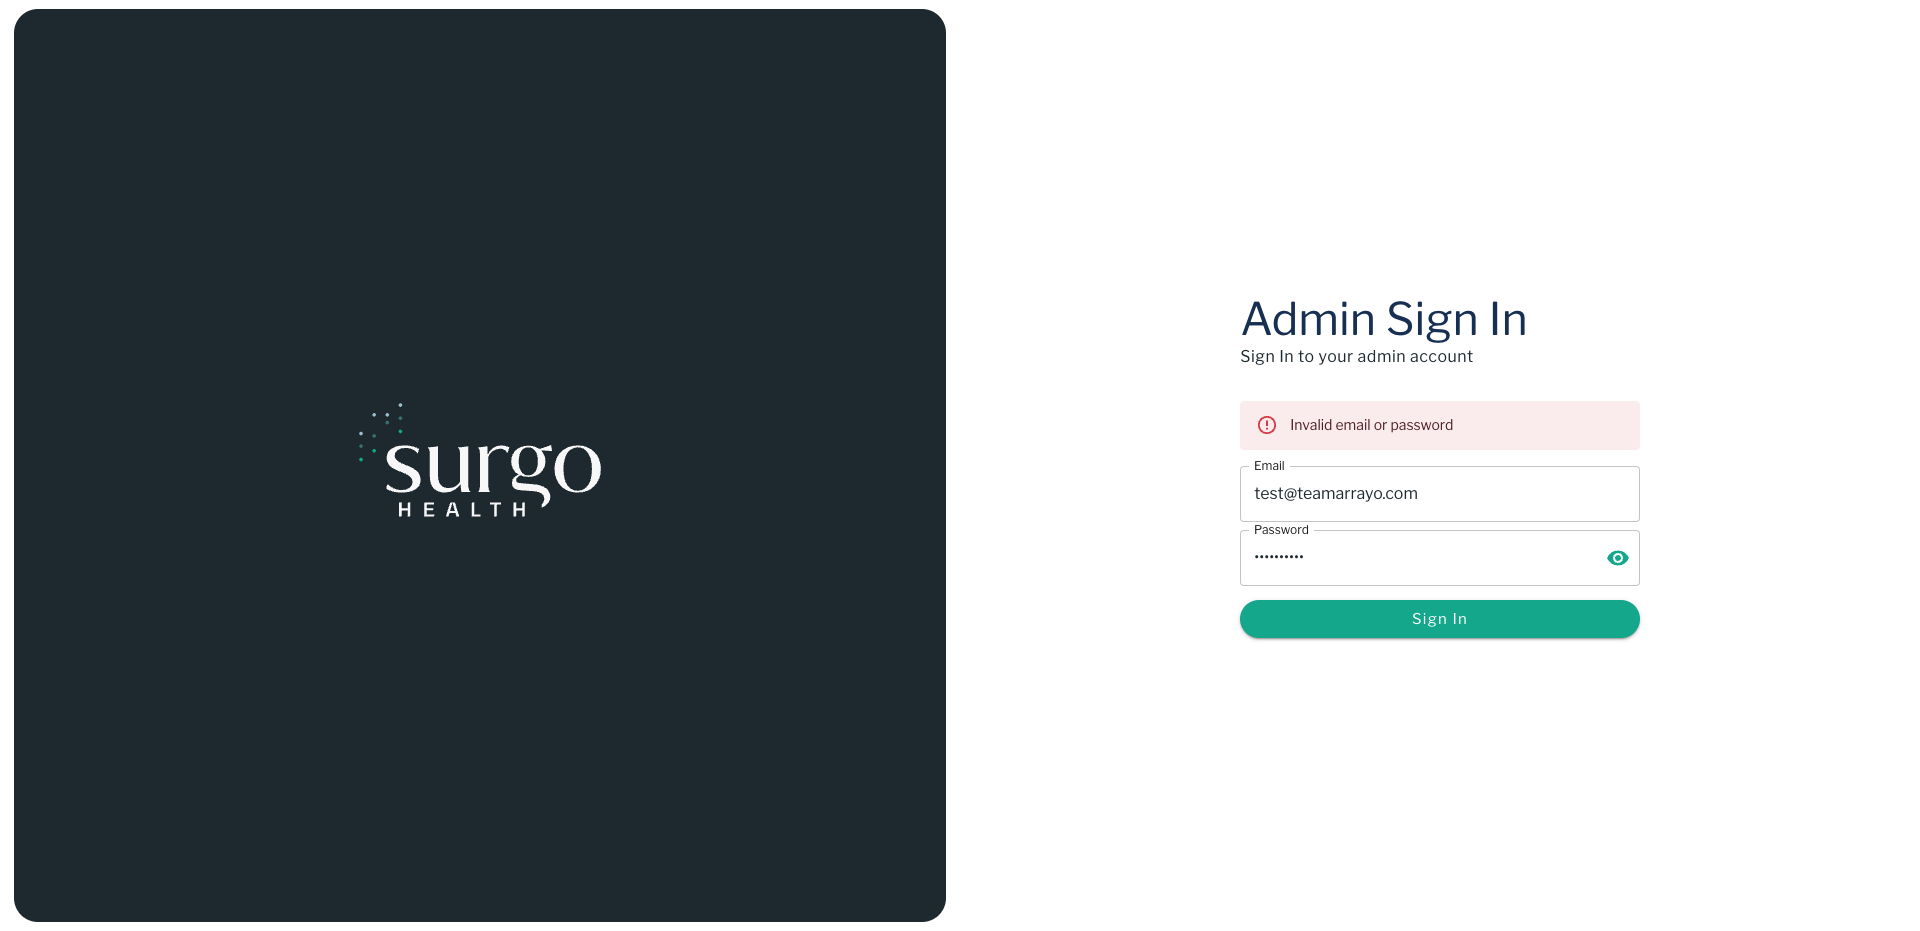 surgo
HEALTH
Admin Sign In
Sign In to your admin account
Invalid email or password
Email
test@teamarrayo.com
Password
••••••••••
Sign In